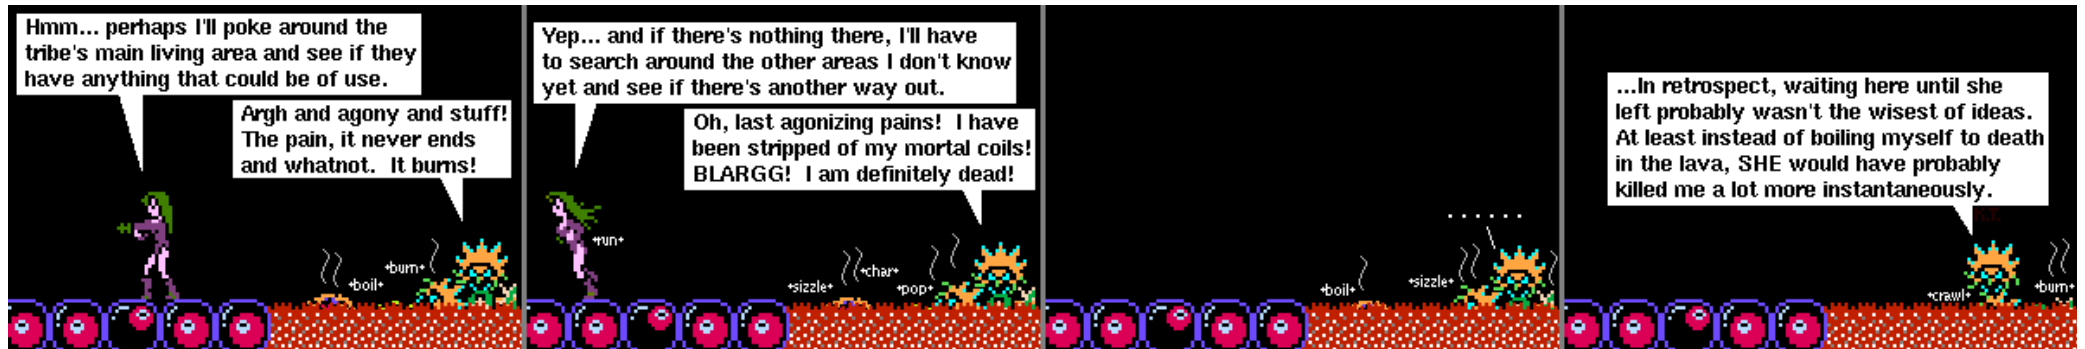 Hmm... perhaps I'll poke around the
tribe's main living area and see if they
have anything that could be of use.
Argh and agony and stuff!
The pain, it never ends
and whatnot.  It burns!
+burn+
+boil+
Yep... and if there's nothing there, I'll have
to search around the other areas I don't know
yet and see if there's another way out.
Oh, last agonizing pains!  I have
been stripped of my mortal coils!
BLARGG!  I am definitely dead!
+run+
+char+
+sizzle+
+pop+
......
+sizzle+
+boil+
...In retrospect, waiting here until she
left probably wasn't the wisest of ideas.
At least instead of boiling myself to death
in the lava, SHE would have probably
killed me a lot more instantaneously.
+crawl+
+burn+